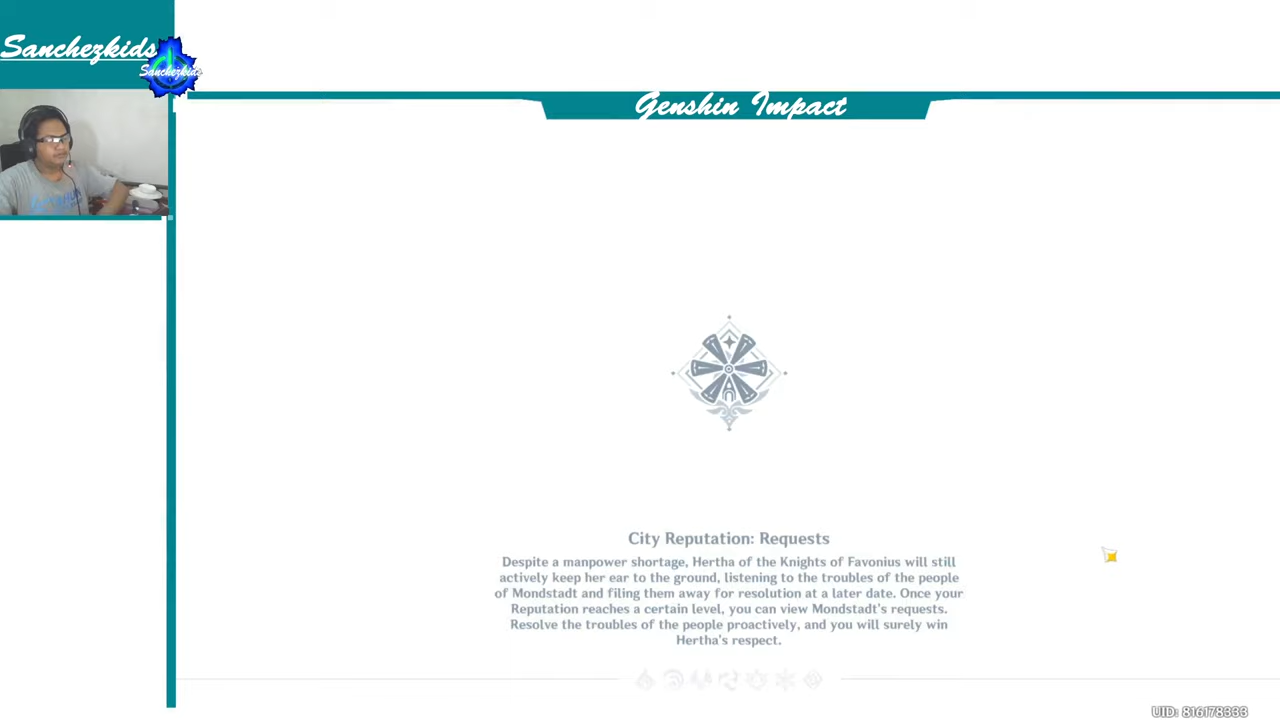 Sanchezkids
Sanchezkids
Genshin Impact
City Reputation: Requests
Despite a manpower shortage, Hertha of the Knights of Favonius will still
actively keep her ear to the ground, listening to the troubles of the people
of Mondstadt and filing them away for resolution at a later date. Once your
Reputation reaches a certain level, you can view Mondstadt's requests.
Resolve the troubles of the people proactively, and you will surely win
Hertha's respect.
UID: 816178333